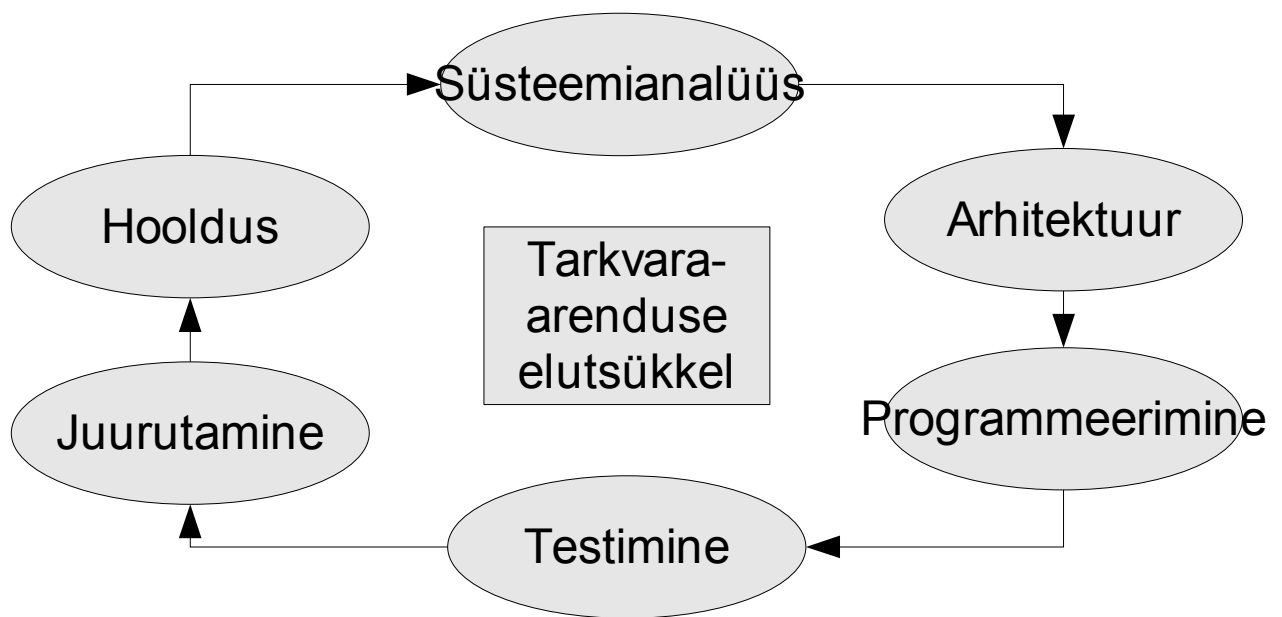 Süsteemianalüüs
Arhitektuur
Programmeerimine
Testimine
Juurutamine
Hooldus
Tarkvara-
arenduse
elutsükkel